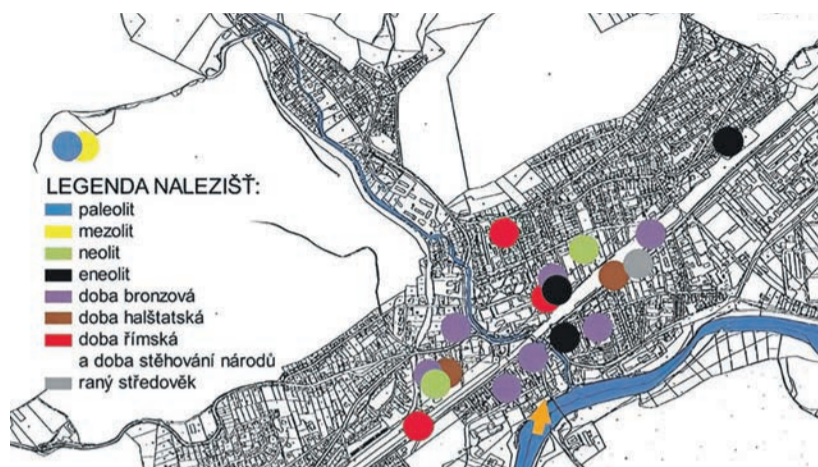 LEGENDA NALEZIŠŤ:
paleolit
mezolit
neolit
eneolit
doba bronzová
doba halštatská
doba římská
a doba stěhování národů
raný středověk